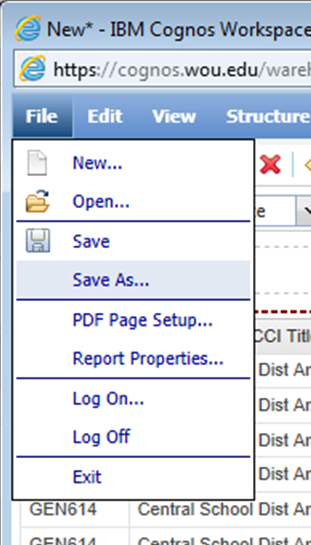 New* - IBM Cognos Workspace
https://cognos.wou.edu/wareh
File Edit View Structure
New...
Open...
e
Save
Save As...
PDF Page Setup...
CCI Titl
Report Properties...
Dist Ar
Log On...
Dist Ar
Log Off
Dist Ar
Exit
Dist Ar
GEN614 Central School Dist Ar
GEN614 Central School Dist Ar